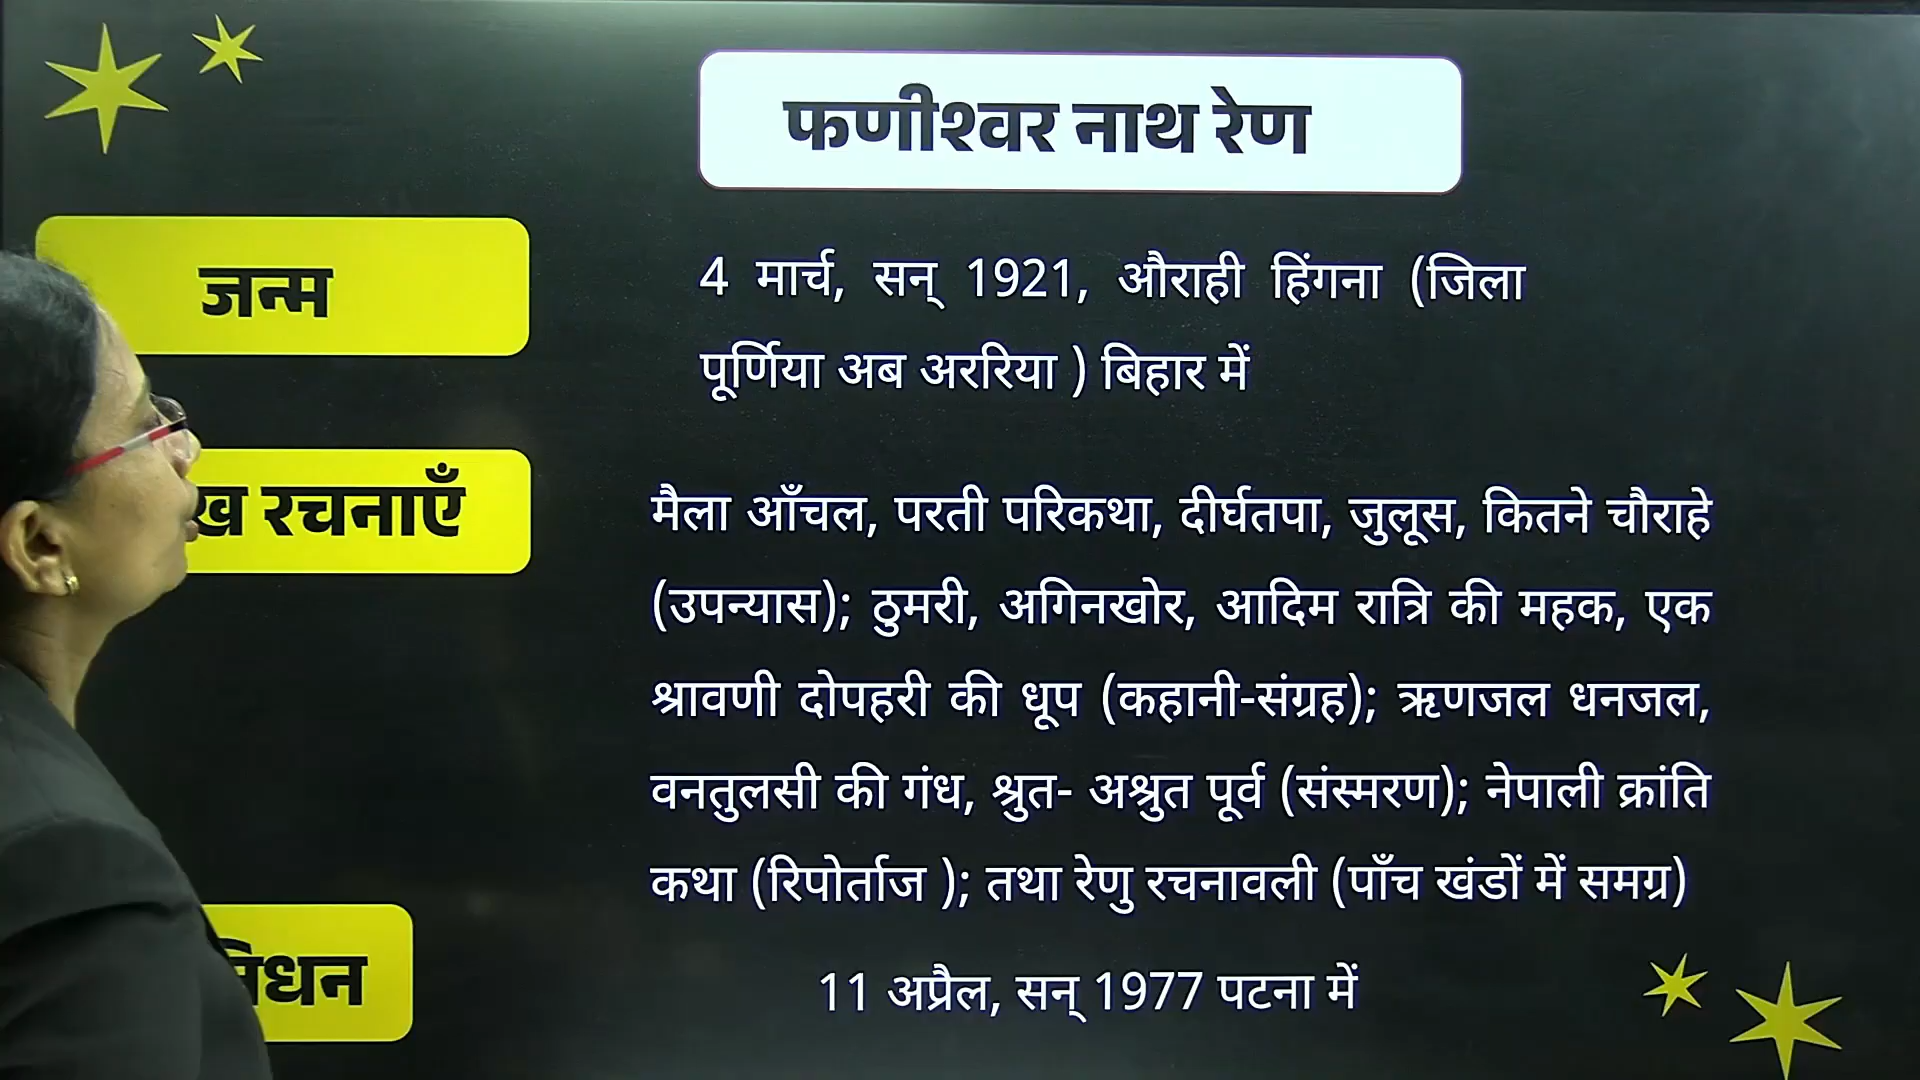 फणीश्वर नाथ रेण
जन्म
4 मार्च, सन् 1921, औराही हिंगना (जिला
पूर्णिया अब अररिया ) बिहार में
रचनाएँ
मैला आँचल, परती परिकथा, दीर्घतपा, जुलूस, कितने चौराहे
(उपन्यास); ठुमरी, अगिनखोर, आदिम रात्रि की महक, एक
श्रावणी दोपहरी की धूप (कहानी-संग्रह); ऋणजल धनजल,
वनतुलसी की गंध, श्रुत- अश्रुत पूर्व (संस्मरण); नेपाली क्रांति
कथा (रिपोर्ताज ); तथा रेणु रचनावली (पाँच खंडों में समग्र)
निधन
11 अप्रैल, सन् 1977 पटना में